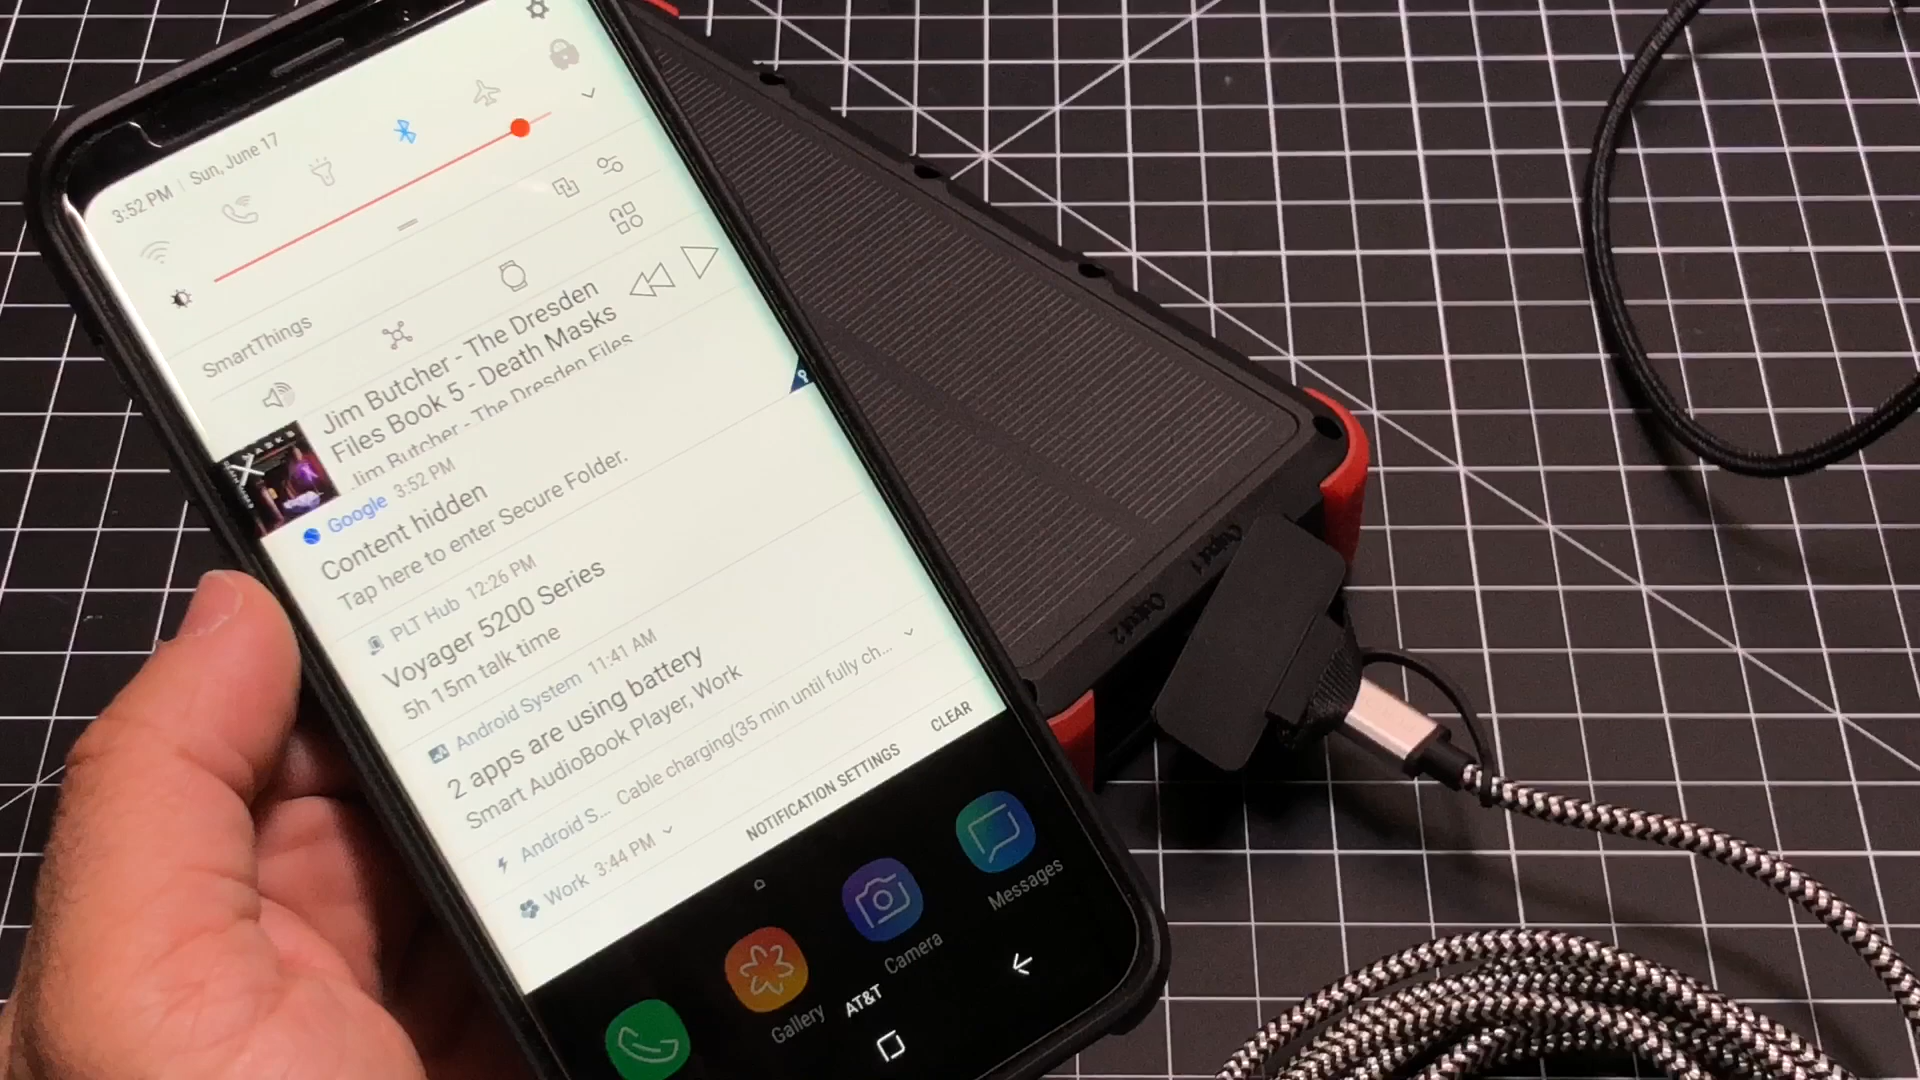 3:52 PM | Sun, June 17
SmartThings
Jim Butcher - The Dresden
Files Book 5 - Death Masks
Jim Butcher - The Dresden Files
Google 3:52 PM
Content hidden
Tap here to enter Secure Folder.
PLT Hub 12:26 PM
Voyager 5200 Series
5h 15m talk time
Android System 11:41 AM
2 apps are using battery
Smart AudioBook Player, Work
Android S... Cable charging(35 min until fully ch...
Work 3:44 PM
NOTIFICATION SETTINGS CLEAR
Gallery
Camera
Messages
AT&T
Output 1
Output 2